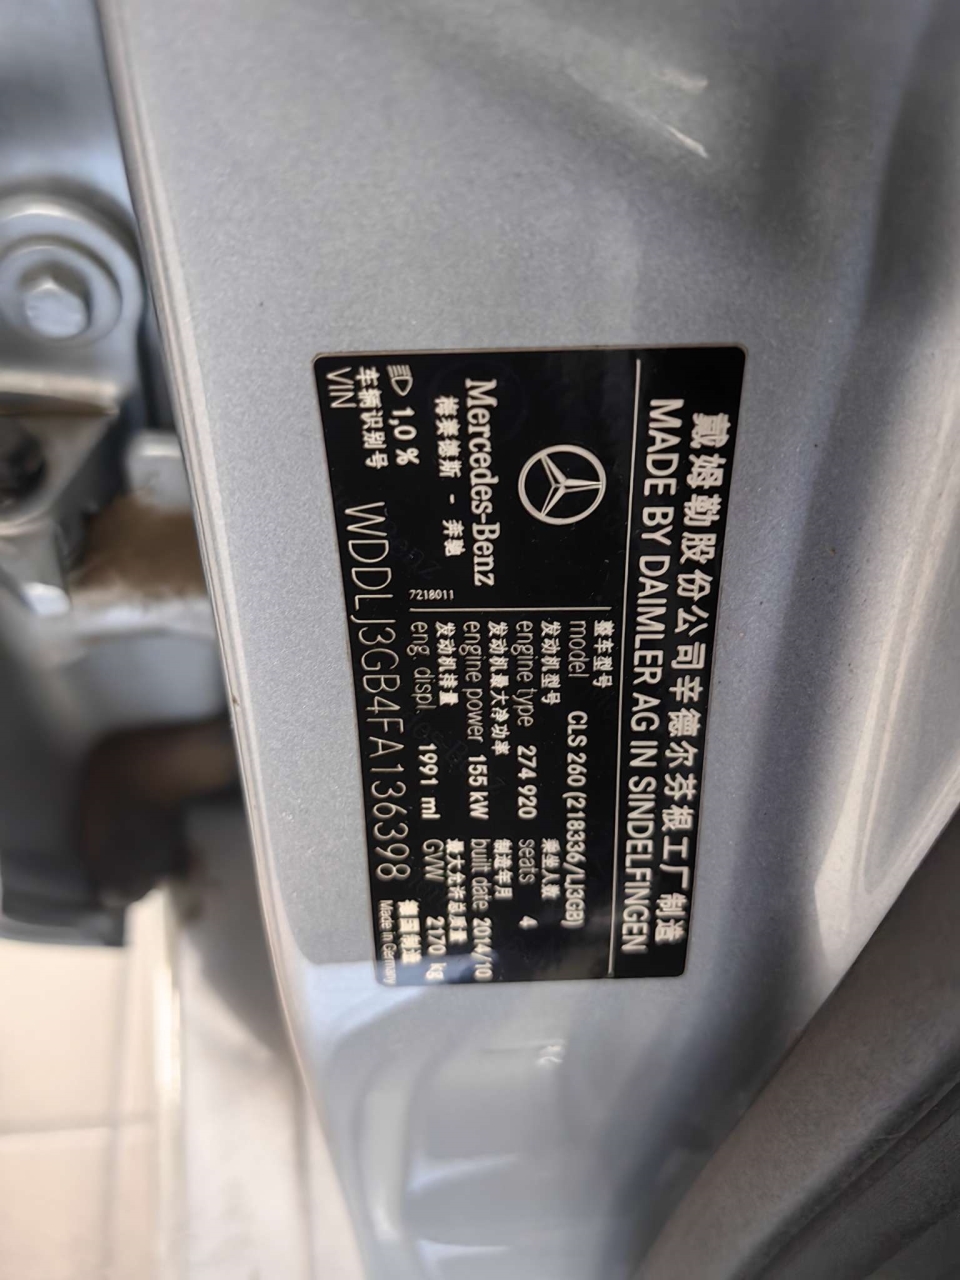 戴姆勒股份公司辛德尔芬根工厂制造
MADE BY DAIMLER AG IN SINDELFINGEN
Mercedes-Benz
梅赛德斯 - 奔驰
7218011
整车型号
model CLS 260 (218336/LJ3GB)
发动机型号 乘坐人数
engine type 274 920 seats 4
发动机最大净功率 制造年月
engine power 155 kW built date 2014/10
发动机排量 最大允许总质量
eng. displ. 1991 ml GVW 2170 kg
1,0 %
车辆识别号 德国制造
VIN WDDLJ3GB4FA136398 Made in Germany